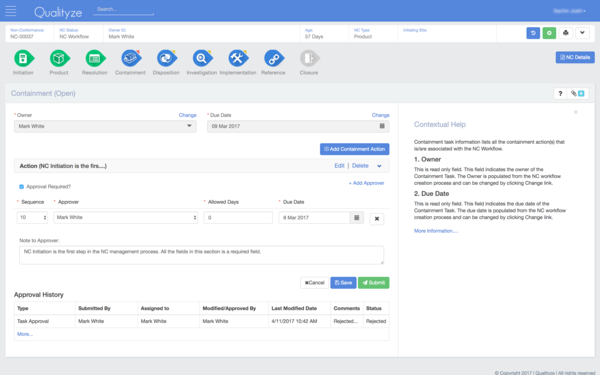 Qualityze
Search...
Non-Conformance
NC-00037
NC Status
NC Workflow
Owner ID
Mark White
Age
57 Days
NC Type
Product
Initiating Site
Initiation
Product
Resolution
Containment
Disposition
Investigation
Implementation
Reference
Closure
NC Details
Containment (Open)
?
* Owner
Change
Mark White
* Due Date
Change
09 Mar 2017
Add Containment Action
Action (NC Initiation is the firs....)
Edit | Delete
Approval Required?
+ Add Approver
* Sequence
* Approver
* Allowed Days
* Due Date
10
Mark White
0
8 Mar 2017
Note to Approver:
NC Initiation is the first step in the NC management process. All the fields in this section is a required field.
Cancel
Save
Submit
Approval History
Type Submitted By Assigned to Modified/Approved By Last Modified Date Comments Status
Task Approval Mark White Mark White Mark White 4/11/2017 10:42 AM Rejected... Rejected
More...
Contextual Help
Containment task information lists all the containment action(s) that
is/are associated with the NC Workflow.
1. Owner
This is read only field. This field indicates the owner of the
Containment Task. The Owner is populated from the NC workflow
creation process and can be changed by clicking Change link.
2. Due Date
This is read only field. This field indicates the due date of the
Containment Task. The due date is populated from the NC workflow
creation process and can be changed by clicking Change link.
More Information....
© Copyright 2017 | Qualityze | All rights reserved